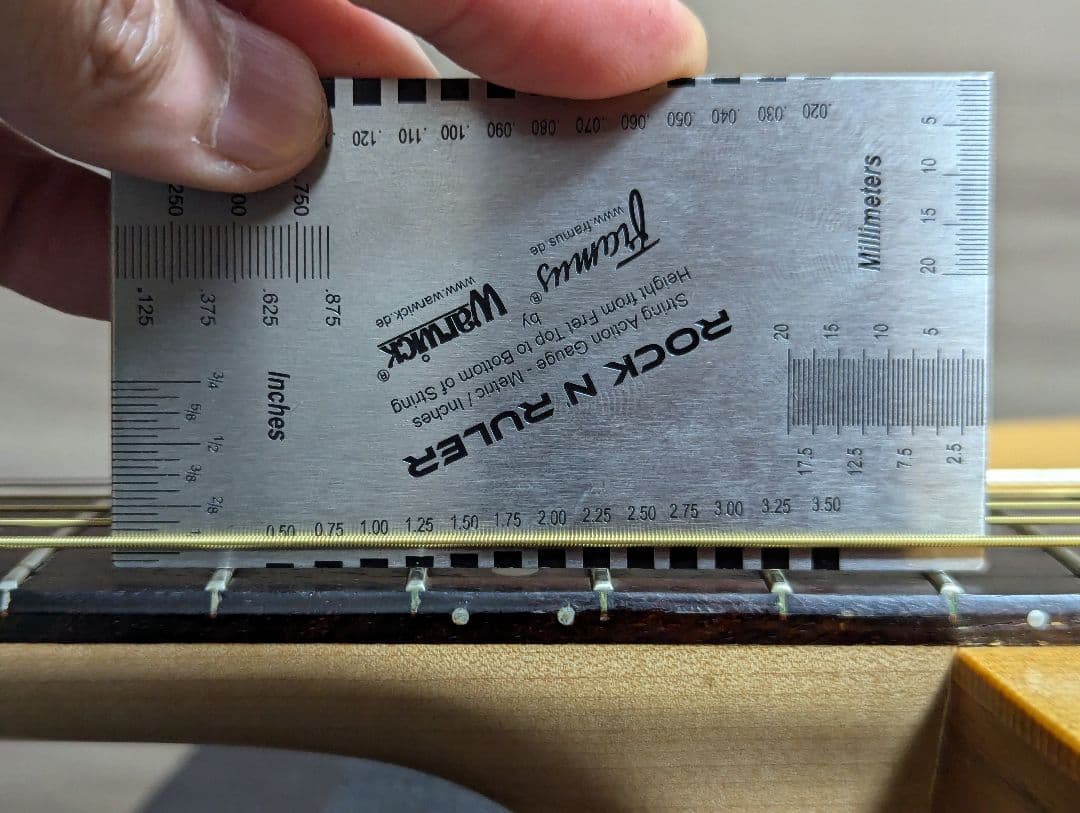 .120 .110 .100 .090 .080 .070 .060 .050 .040 .030 .020
.750
.125 .375 .625 .875
Inches
3/4 5/8 1/2 3/8 2/8
Millimeters
5 10 15 20
20 15 10 5
17.5 12.5 7.5 2.5
ROCK N' RULER
String Action Gauge - Metric / Inches
Height from Fret Top to Bottom of String
by
Warwick®
www.warwick.de
Framus®
www.framus.de
0.50 0.75 1.00 1.25 1.50 1.75 2.00 2.25 2.50 2.75 3.00 3.25 3.50